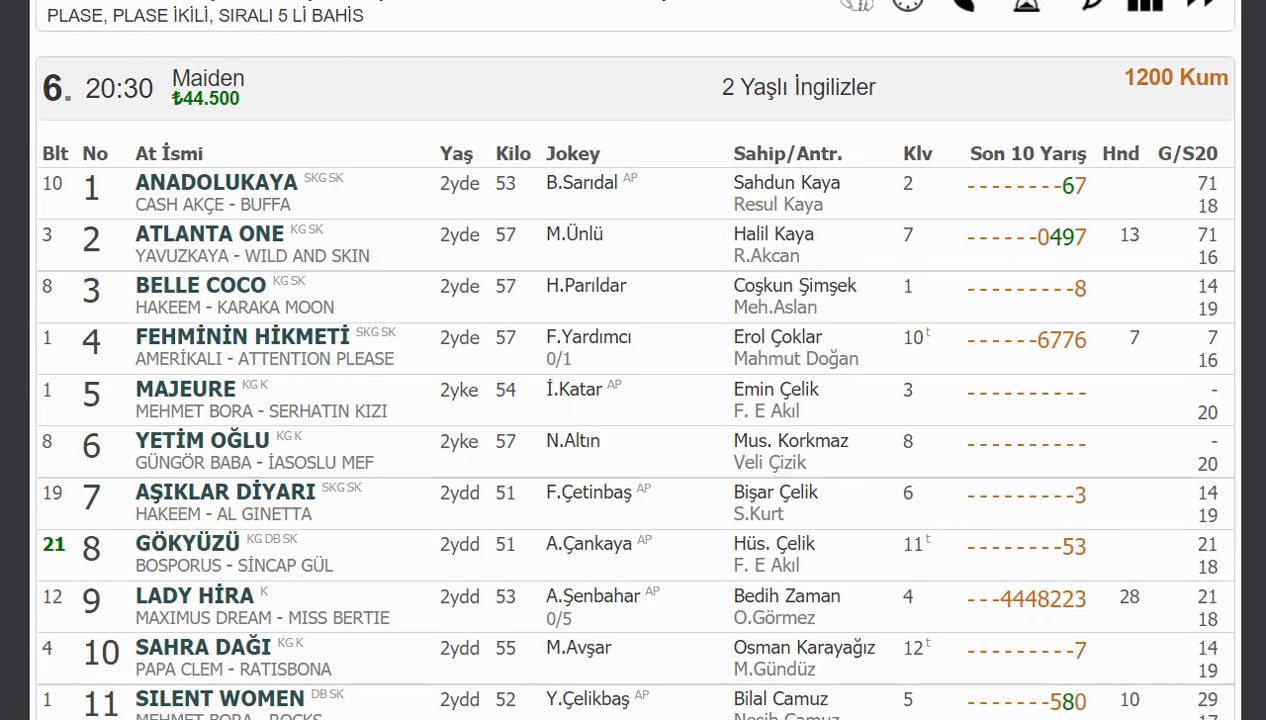 PLASE, PLASE İKİLİ, SIRALI 5 Lİ BAHİS
6. 20:30 Maiden 2 Yaşlı İngilizler 1200 Kum
₺44.500
Blt No At İsmi Yaş Kilo Jokey Sahip/Antr. Klv Son 10 Yarış Hnd G/S20
10 1 ANADOLUKAYA SKG SK 2yde 53 B.Sarıdal AP Sahdun Kaya 2 --------67 71
CASH AKÇE - BUFFA Resul Kaya 18
3 2 ATLANTA ONE KG SK 2yde 57 M.Ünlü Halil Kaya 7 ------0497 13 71
YAVUZKAYA - WILD AND SKIN R.Akcan 16
8 3 BELLE COCO KG SK 2yde 57 H.Parıldar Coşkun Şimşek 1 ---------8 14
HAKEEM - KARAKA MOON Meh.Aslan 19
1 4 FEHMİNİN HİKMETİ SKG SK 2yde 57 F.Yardımcı Erol Çoklar 10 t ------6776 7 7
AMERİKALI - ATTENTION PLEASE 0/1 Mahmut Doğan 16
1 5 MAJEURE KG K 2yke 54 İ.Katar AP Emin Çelik 3 ---------- -
MEHMET BORA - SERHATIN KIZI F. E Akıl 20
8 6 YETİM OĞLU KG K 2yke 57 N.Altın Mus. Korkmaz 8 ---------- -
GÜNGÖR BABA - İASOSLU MEF Veli Çizik 20
19 7 AŞIKLAR DİYARI SKG SK 2ydd 51 F.Çetinbaş AP Bişar Çelik 6 ---------3 14
HAKEEM - AL GINETTA S.Kurt 19
21 8 GÖKYÜZÜ KG DB SK 2ydd 51 A.Çankaya AP Hüs. Çelik 11 t --------53 21
BOSPORUS - SİNCAP GÜL F. E Akıl 18
12 9 LADY HİRA K 2ydd 53 A.Şenbahar AP Bedih Zaman 4 ---4448223 28 21
MAXIMUS DREAM - MISS BERTIE 0/5 O.Görmez 18
4 10 SAHRA DAĞI KG K 2ydd 55 M.Avşar Osman Karayağız 12 t ---------7 14
PAPA CLEM - RATISBONA M.Gündüz 19
1 11 SILENT WOMEN DB SK 2ydd 52 Y.Çelikbaş AP Bilal Camuz 5 -------580 10 29
MEHMET BORA - ROCKS Necip Camuz 17